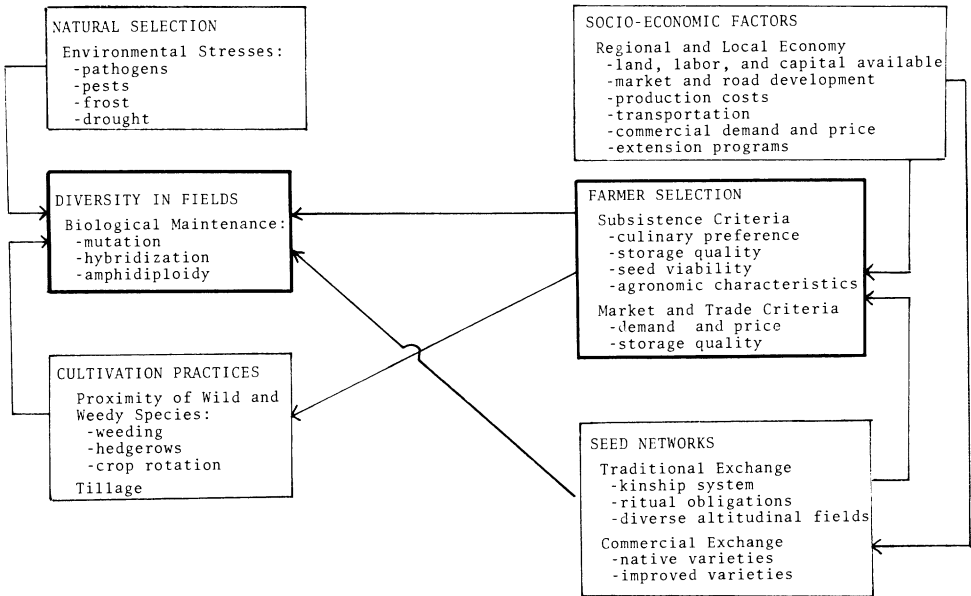 NATURAL SELECTION
Environmental Stresses:
-pathogens
-pests
-frost
-drought
DIVERSITY IN FIELDS
Biological Maintenance:
-mutation
-hybridization
-amphidiploidy
CULTIVATION PRACTICES
Proximity of Wild and
Weedy Species:
-weeding
-hedgerows
-crop rotation
Tillage
SOCIO-ECONOMIC FACTORS
Regional and Local Economy
-land, labor, and capital available
-market and road development
-production costs
-transportation
-commercial demand and price
-extension programs
FARMER SELECTION
Subsistence Criteria
-culinary preference
-storage quality
-seed viability
-agronomic characteristics
Market and Trade Criteria
-demand and price
-storage quality
SEED NETWORKS
Traditional Exchange
-kinship system
-ritual obligations
-diverse altitudinal fields
Commercial Exchange
-native varieties
-improved varieties